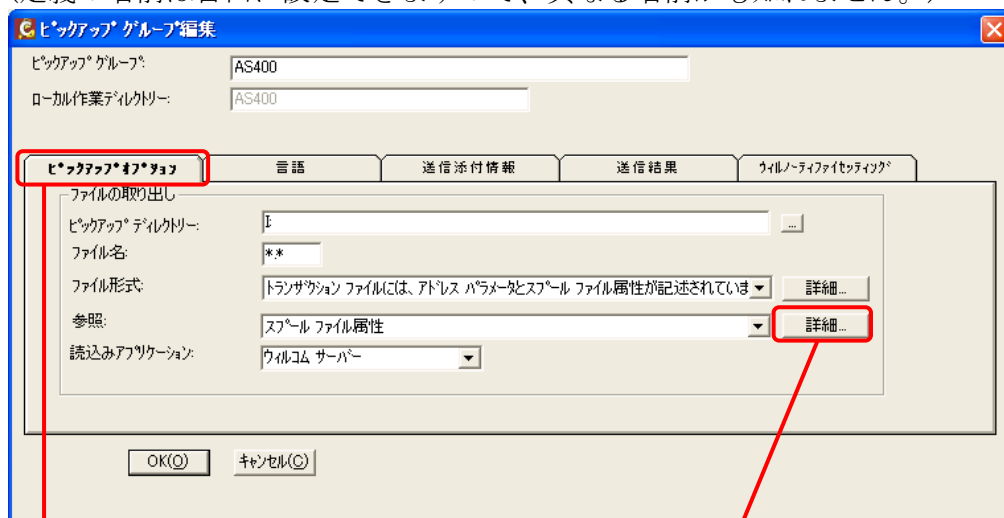 ピックアップ グループ編集
ピックアップ グループ:
AS400
ローカル作業ディレクトリー:
AS400
ピックアップオプション 言語 送信添付情報 送信結果 ウィルノーティファイセッティング
ファイルの取り出し
ピックアップ ディレクトリー:
I:
...
ファイル名:
*.*
ファイル形式:
トランザクション ファイルには、アドレス パラメータとスプール ファイル属性が記述されていま
詳細...
参照:
スプール ファイル属性
詳細...
読込みアプリケーション:
ウィルコム サーバー
OK(O) キャンセル(C)